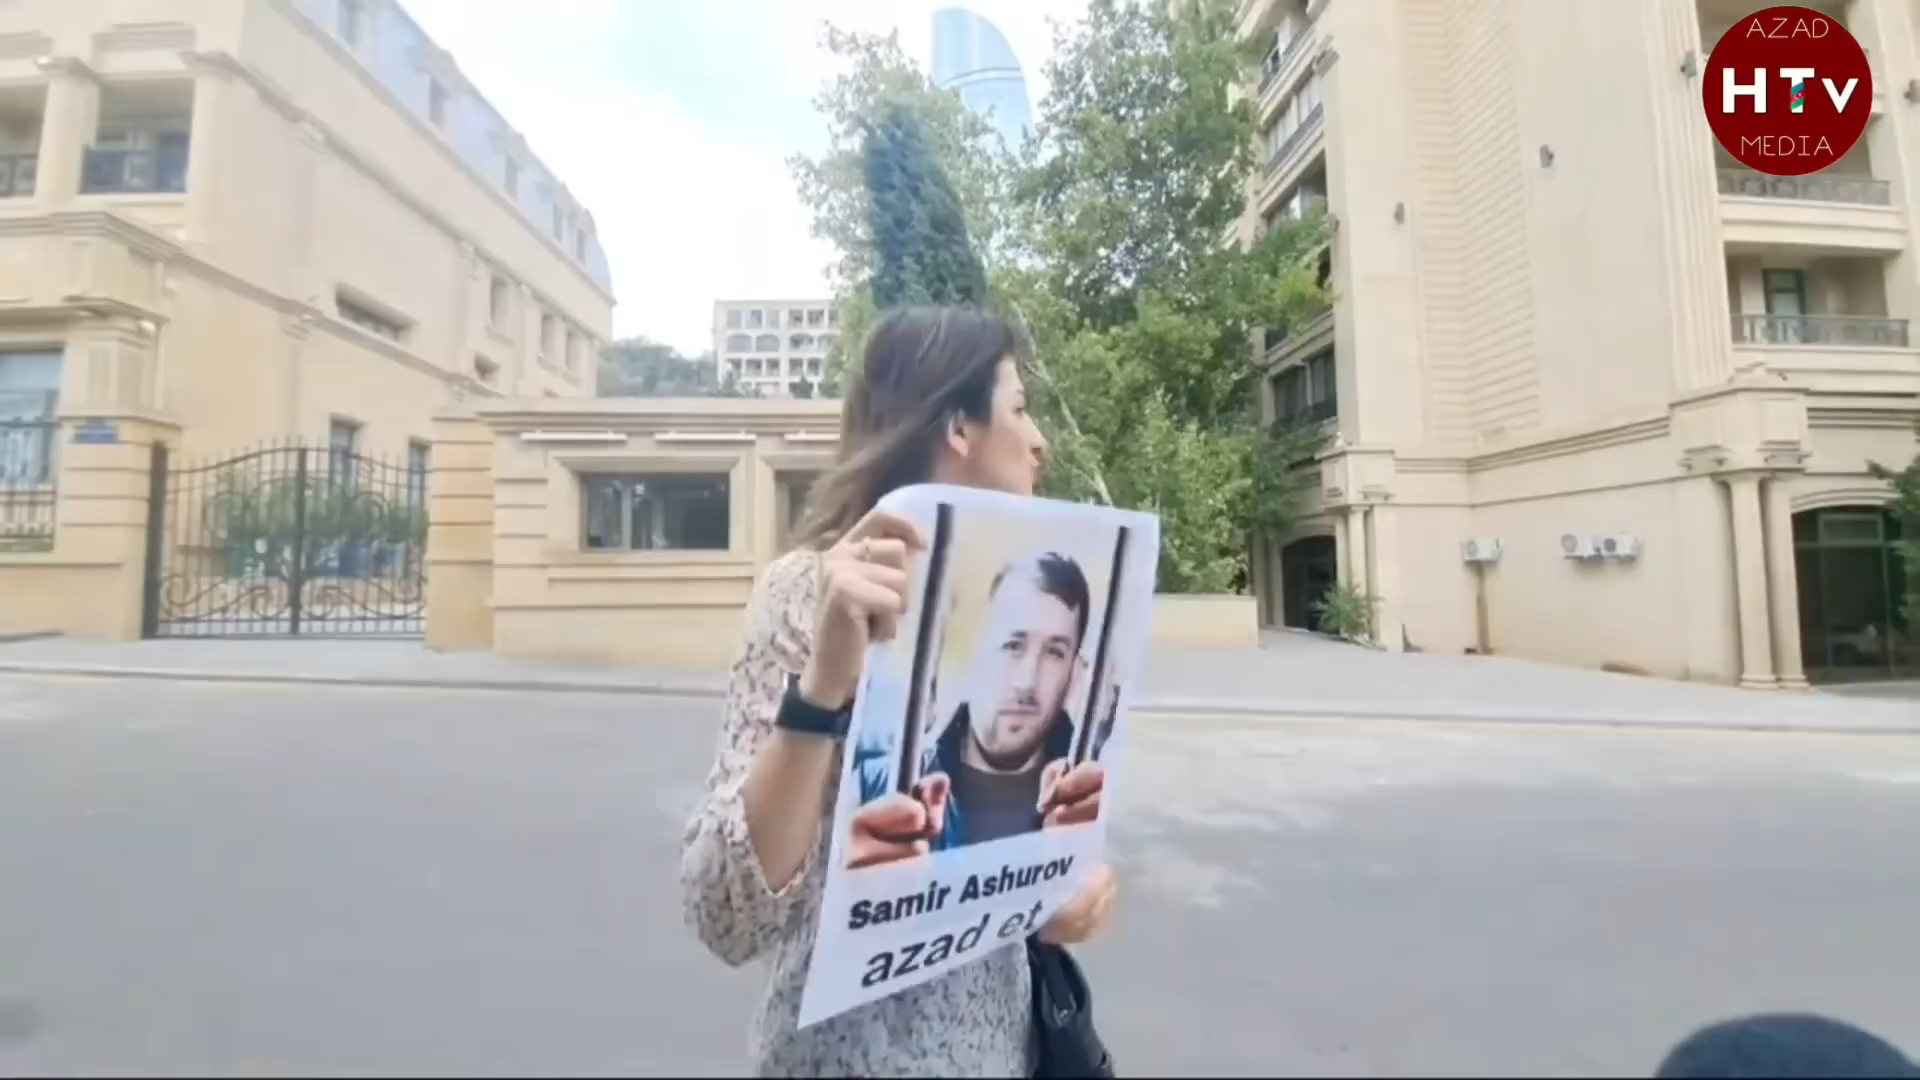 AZAD
HTv
MEDIA
Samir Ashurov
azad et